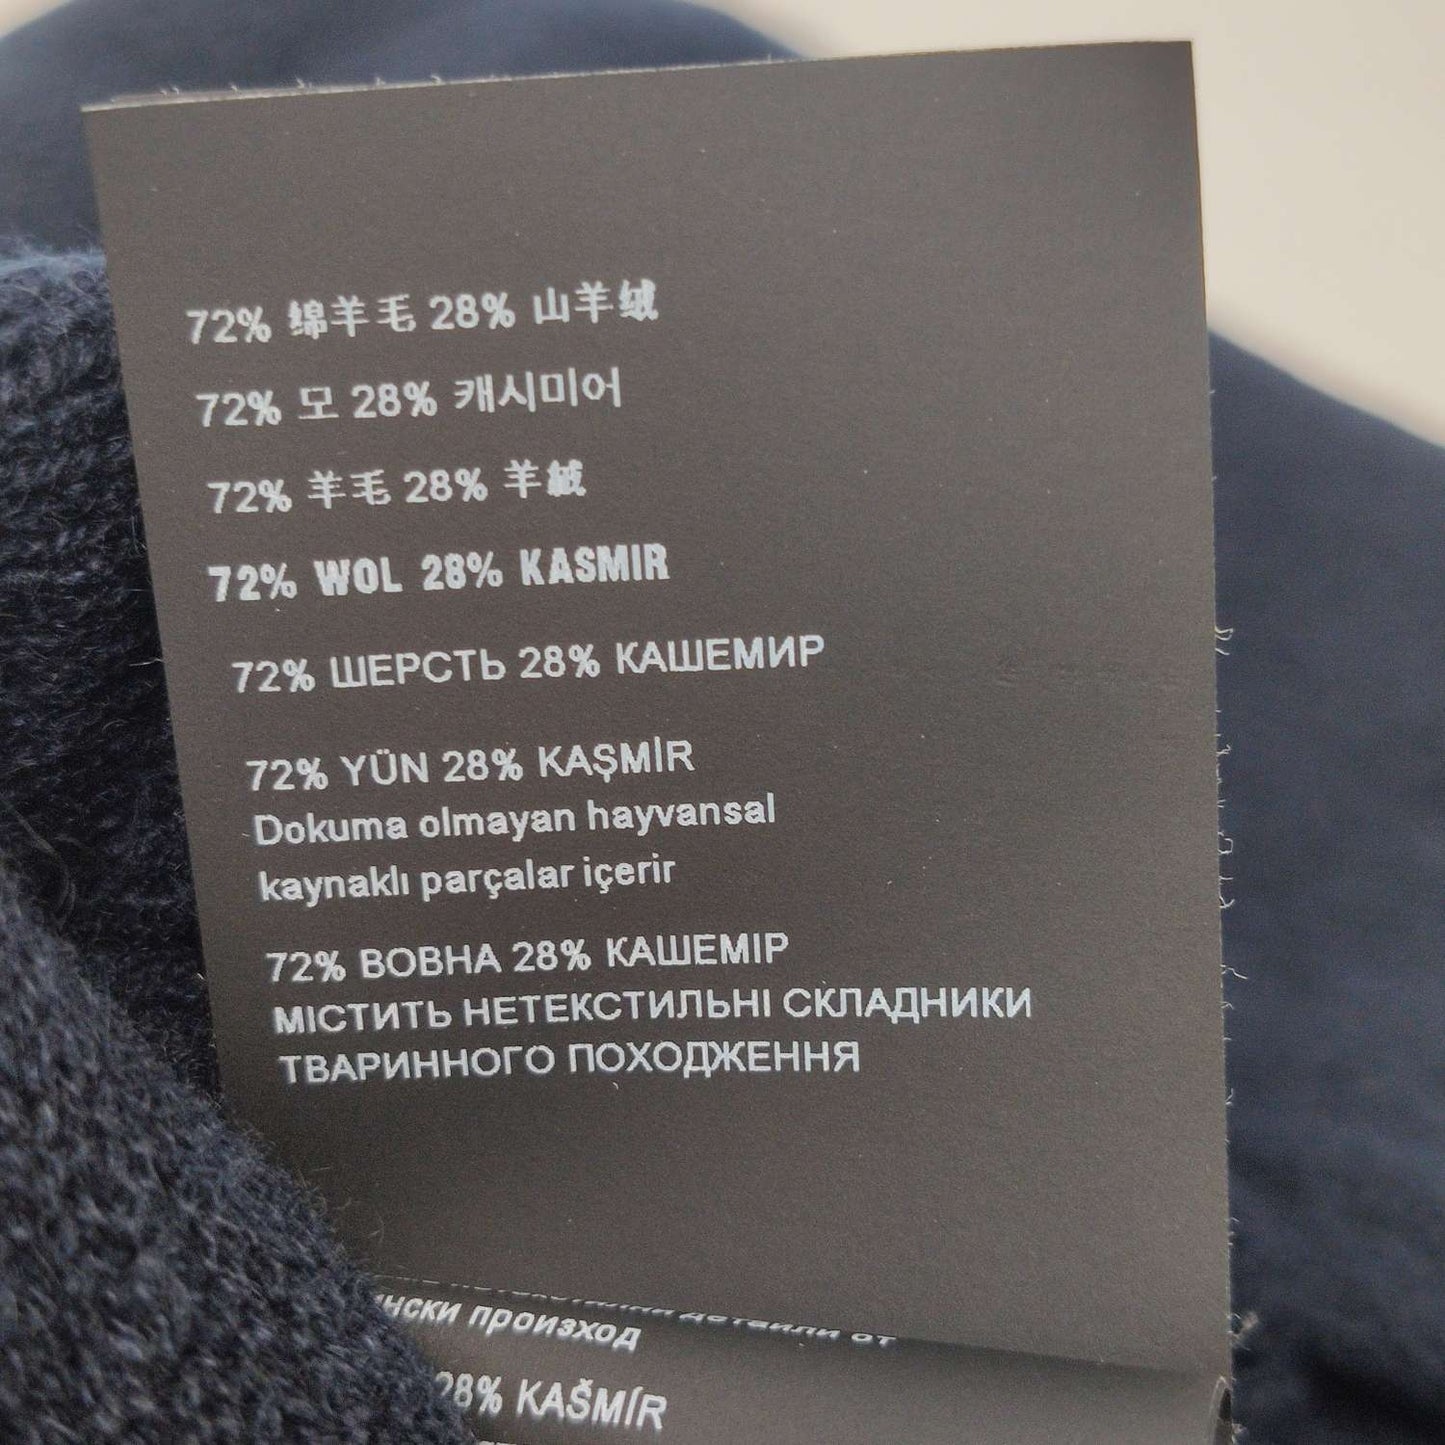 72% 绵羊毛 28% 山羊绒
72% 모 28% 캐시미어
72% 羊毛 28% 羊絨
72% WOL 28% KASMIR
72% ШЕРСТЬ 28% КАШЕМИР
72% YÜN 28% KAŞMİR
Dokuma olmayan hayvansal
kaynaklı parçalar içerir
72% ВОВНА 28% КАШЕМІР
МІСТИТЬ НЕТЕКСТИЛЬНІ СКЛАДНИКИ
ТВАРИННОГО ПОХОДЖЕННЯ
детайли от
произход
28% KAŠMÍR